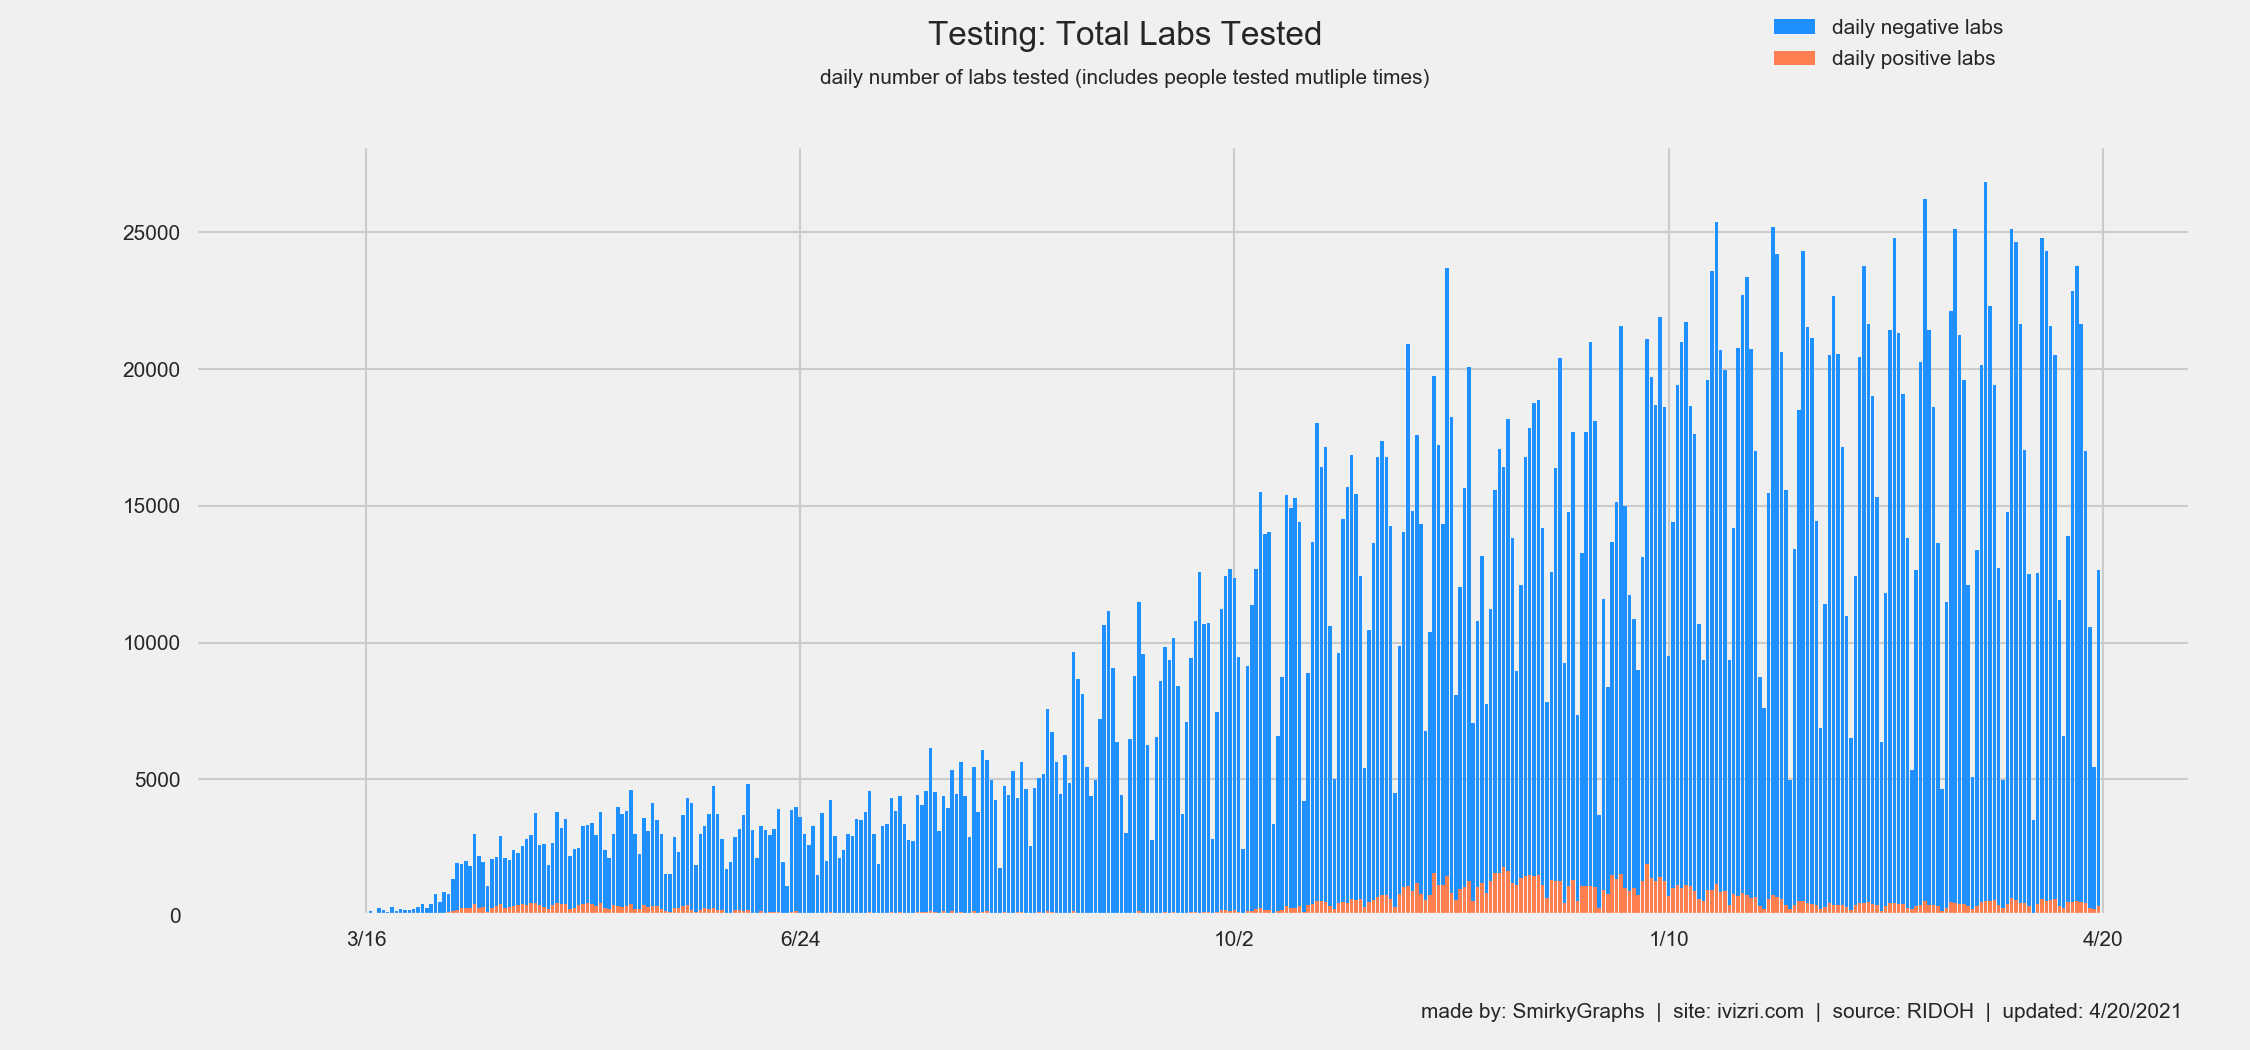 Testing: Total Labs Tested
daily number of labs tested (includes people tested mutliple times)
daily negative labs
daily positive labs
25000
20000
15000
10000
5000
0
3/16 6/24 10/2 1/10 4/20
made by: SmirkyGraphs | site: ivizri.com | source: RIDOH | updated: 4/20/2021